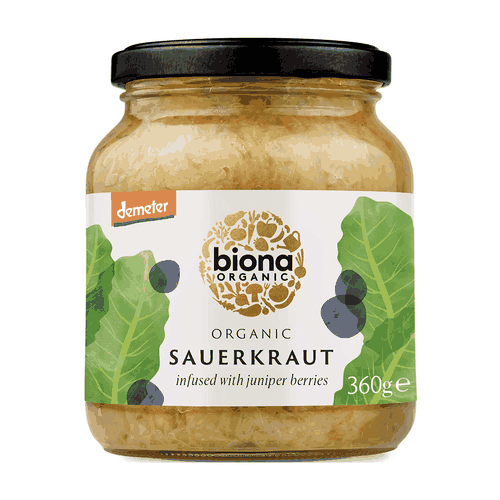 demeter
biona
ORGANIC
ORGANIC
SAUERKRAUT
infused with juniper berries
360g℮